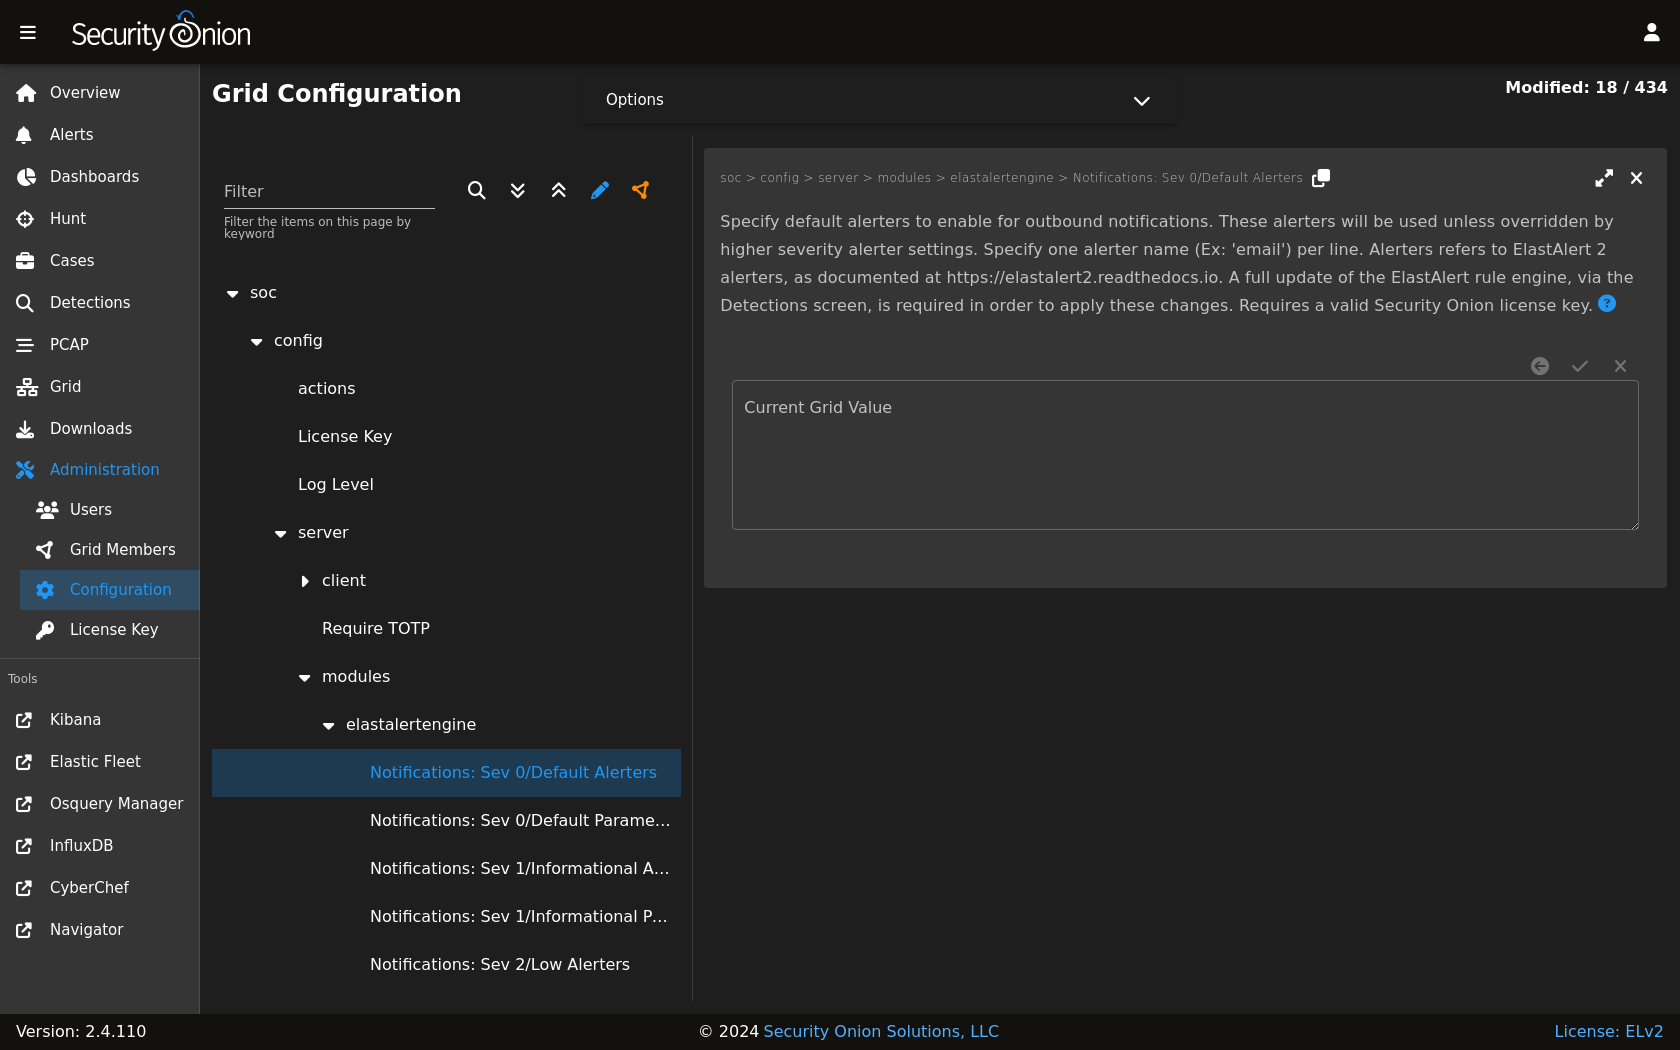 Security Onion
Overview
Alerts
Dashboards
Hunt
Cases
Detections
PCAP
Grid
Downloads
Administration
Users
Grid Members
Configuration
License Key
Tools
Kibana
Elastic Fleet
Osquery Manager
InfluxDB
CyberChef
Navigator
Grid Configuration
Options
Modified: 18 / 434
Filter
Filter the items on this page by
keyword
soc
config
actions
License Key
Log Level
server
client
Require TOTP
modules
elastalertengine
Notifications: Sev 0/Default Alerters
Notifications: Sev 0/Default Parame...
Notifications: Sev 1/Informational A...
Notifications: Sev 1/Informational P...
Notifications: Sev 2/Low Alerters
soc > config > server > modules > elastalertengine > Notifications: Sev 0/Default Alerters
Specify default alerters to enable for outbound notifications. These alerters will be used unless overridden by
higher severity alerter settings. Specify one alerter name (Ex: 'email') per line. Alerters refers to ElastAlert 2
alerters, as documented at https://elastalert2.readthedocs.io. A full update of the ElastAlert rule engine, via the
Detections screen, is required in order to apply these changes. Requires a valid Security Onion license key. ?
Current Grid Value
Version: 2.4.110
© 2024 Security Onion Solutions, LLC
License: ELv2